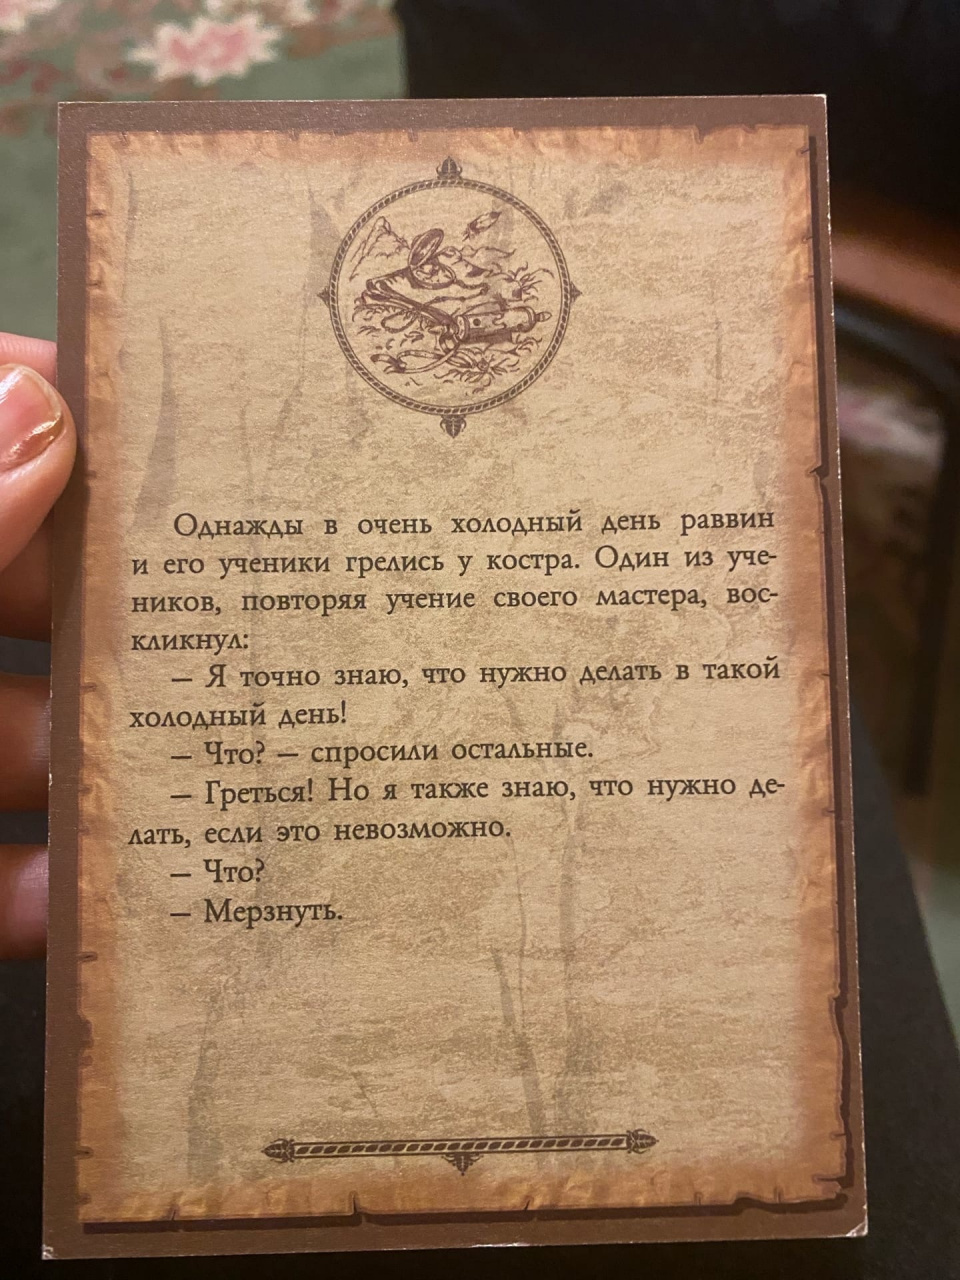 Однажды в очень холодный день раввин
и его ученики грелись у костра. Один из уче-
ников, повторяя учение своего мастера, вос-
кликнул:
— Я точно знаю, что нужно делать в такой
холодный день!
— Что? — спросили остальные.
— Греться! Но я также знаю, что нужно де-
лать, если это невозможно.
— Что?
— Мерзнуть.